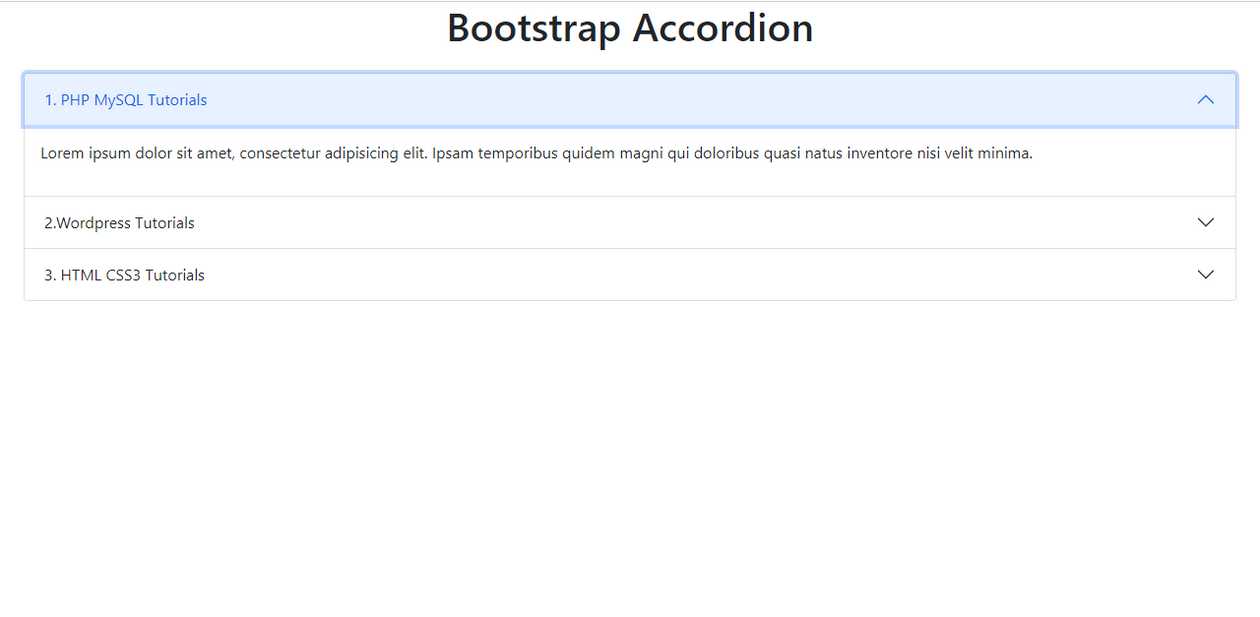 Bootstrap Accordion
1. PHP MySQL Tutorials
Lorem ipsum dolor sit amet, consectetur adipisicing elit. Ipsam temporibus quidem magni qui doloribus quasi natus inventore nisi velit minima.
2.Wordpress Tutorials
3. HTML CSS3 Tutorials